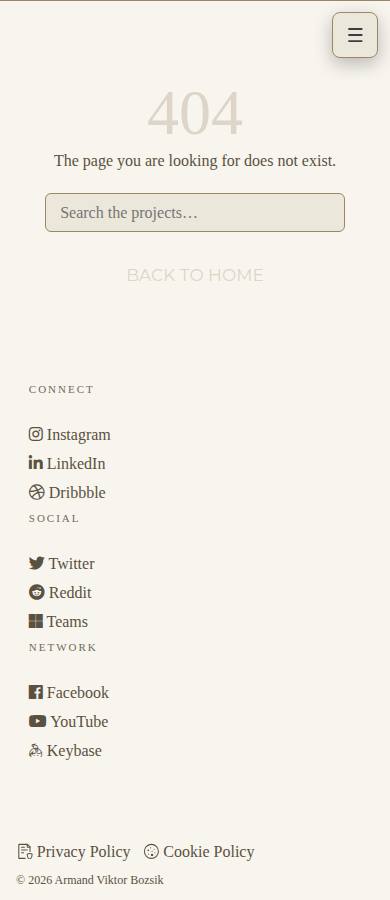 404
The page you are looking for does not exist.
Search the projects…
BACK TO HOME
CONNECT
Instagram
LinkedIn
Dribbble
SOCIAL
Twitter
Reddit
Teams
NETWORK
Facebook
YouTube
Keybase
Privacy Policy Cookie Policy
© 2026 Armand Viktor Bozsik